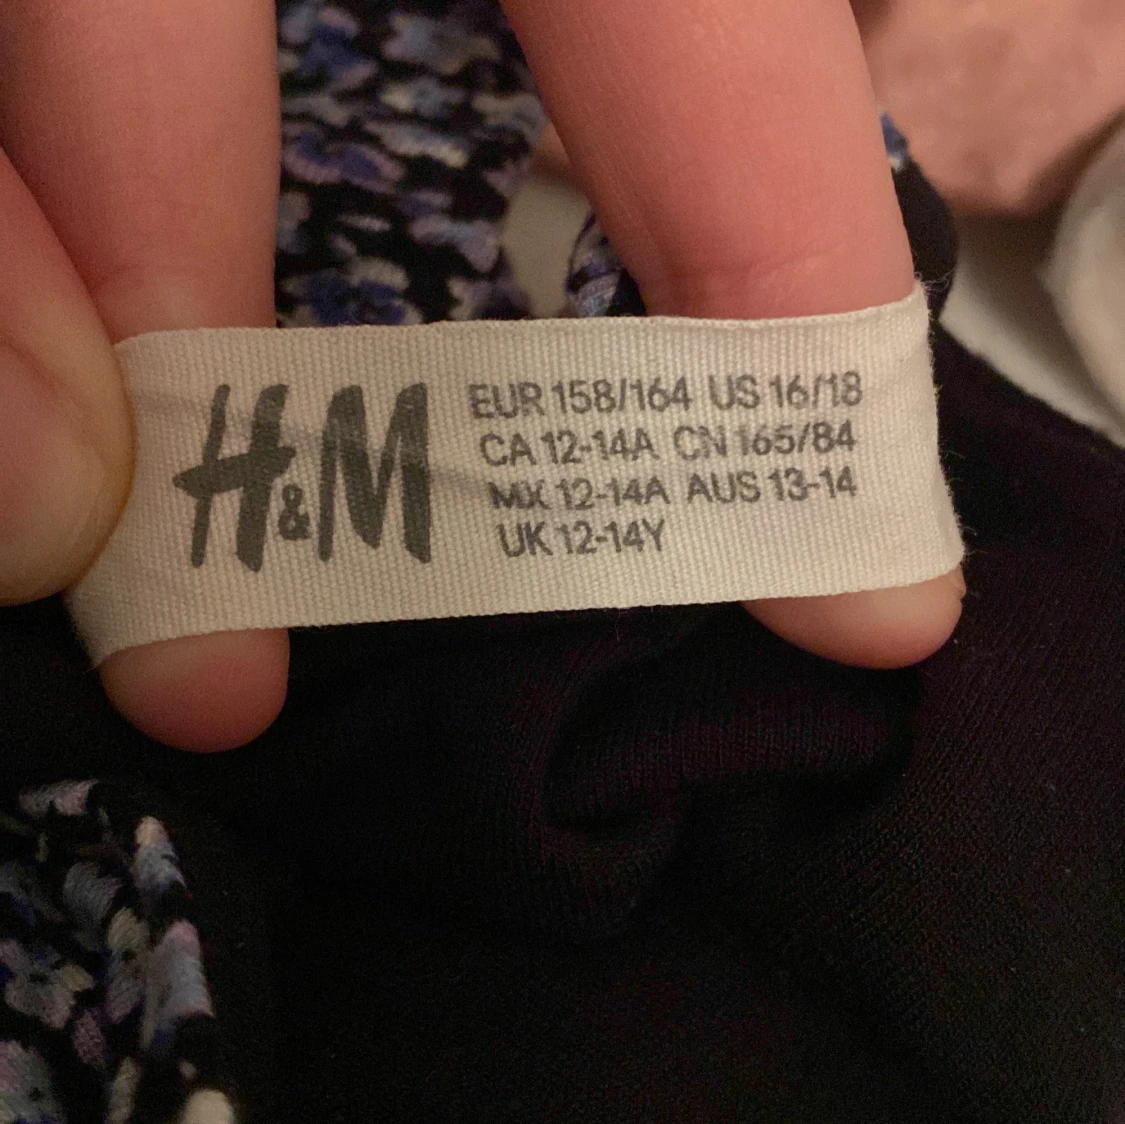 H&M
EUR 158/164 US 16/18
CA 12-14A CN 165/84
MX 12-14A AUS 13-14
UK 12-14Y